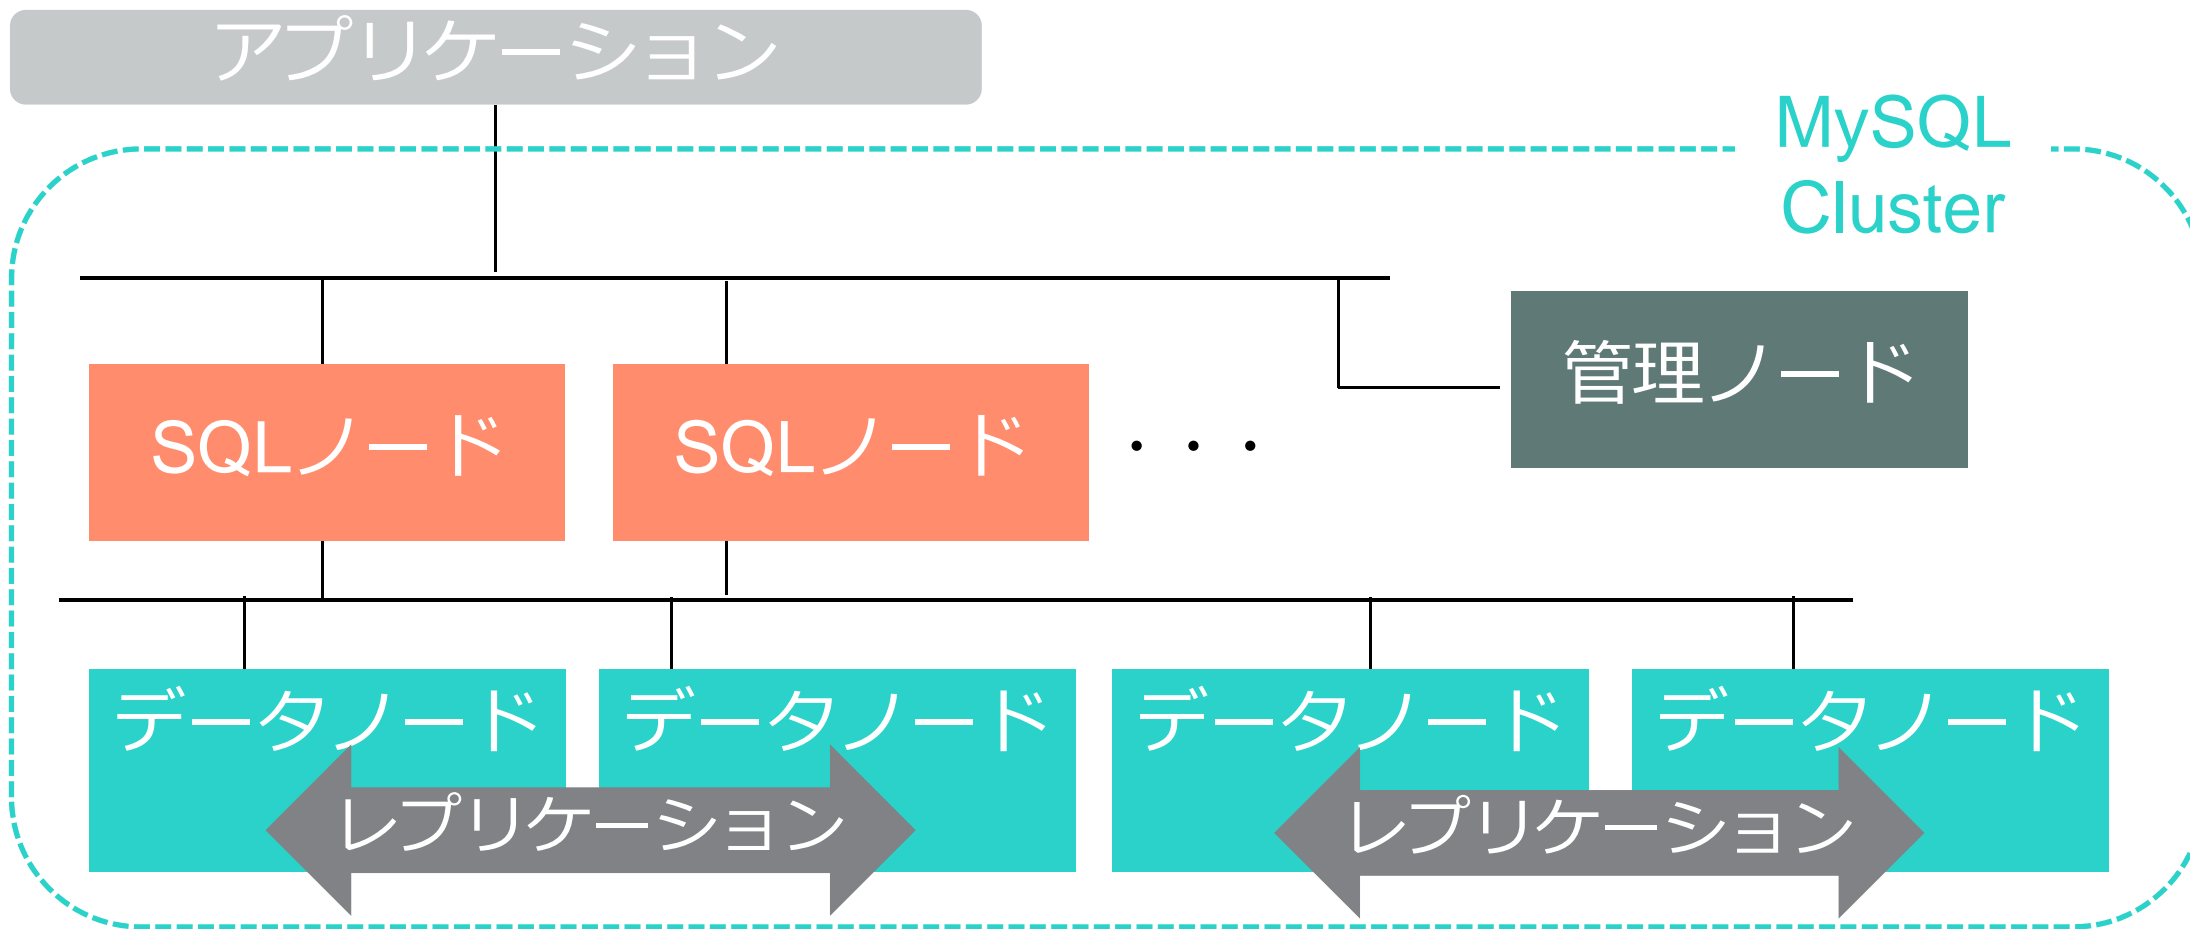 アプリケーション
MySQL
Cluster
管理ノード
SQLノード
SQLノード
・・・
データノード
データノード
データノード
データノード
レプリケーション
レプリケーション